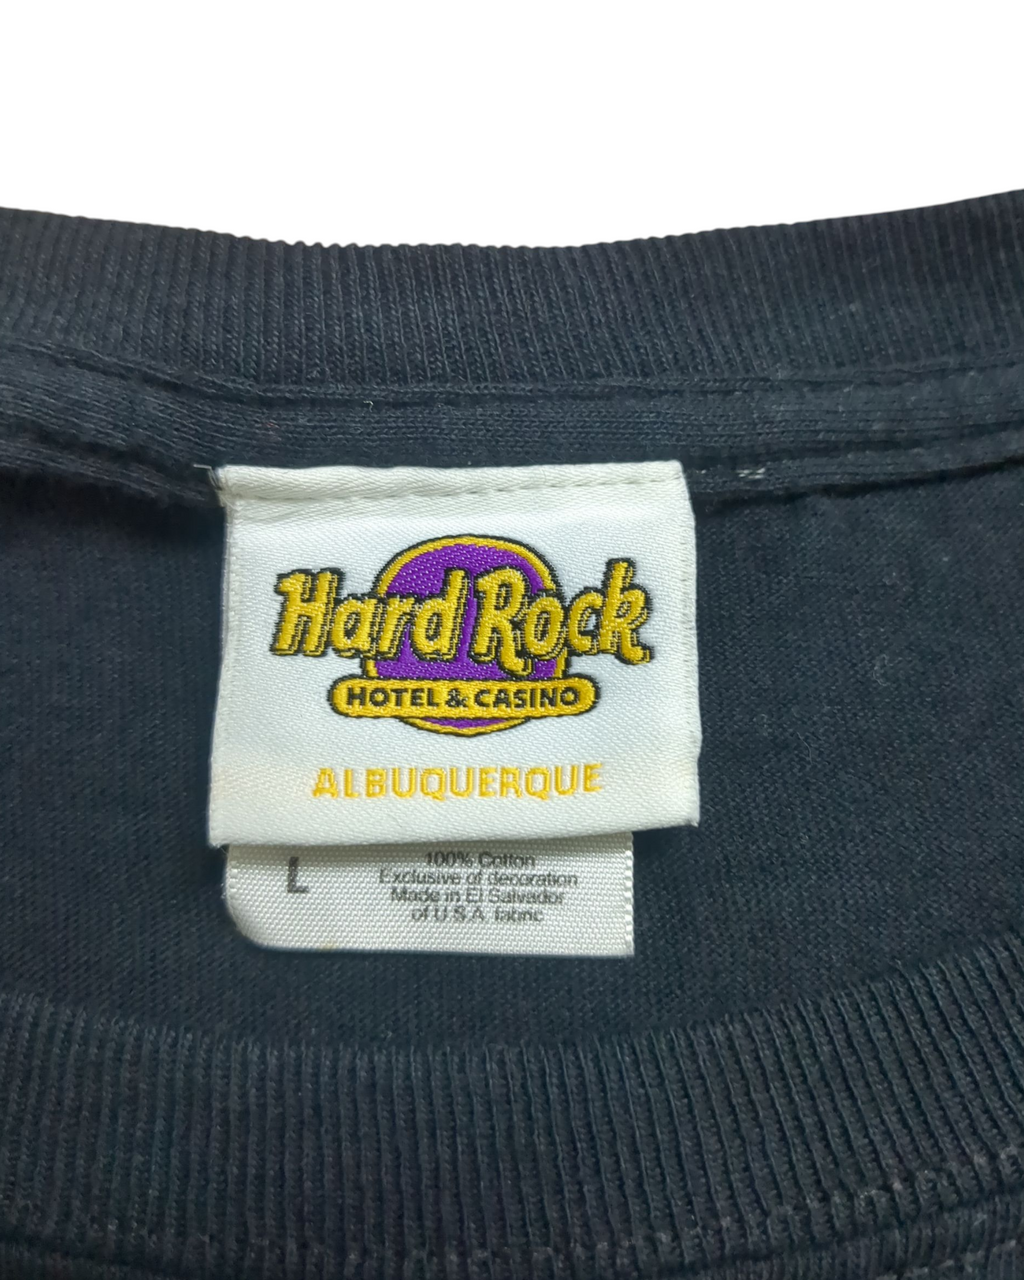 Hard Rock
HOTEL & CASINO
ALBUQUERQUE
L
100% Cotton
Exclusive of decoration
Made in El Salvador
of U.S.A. fabric